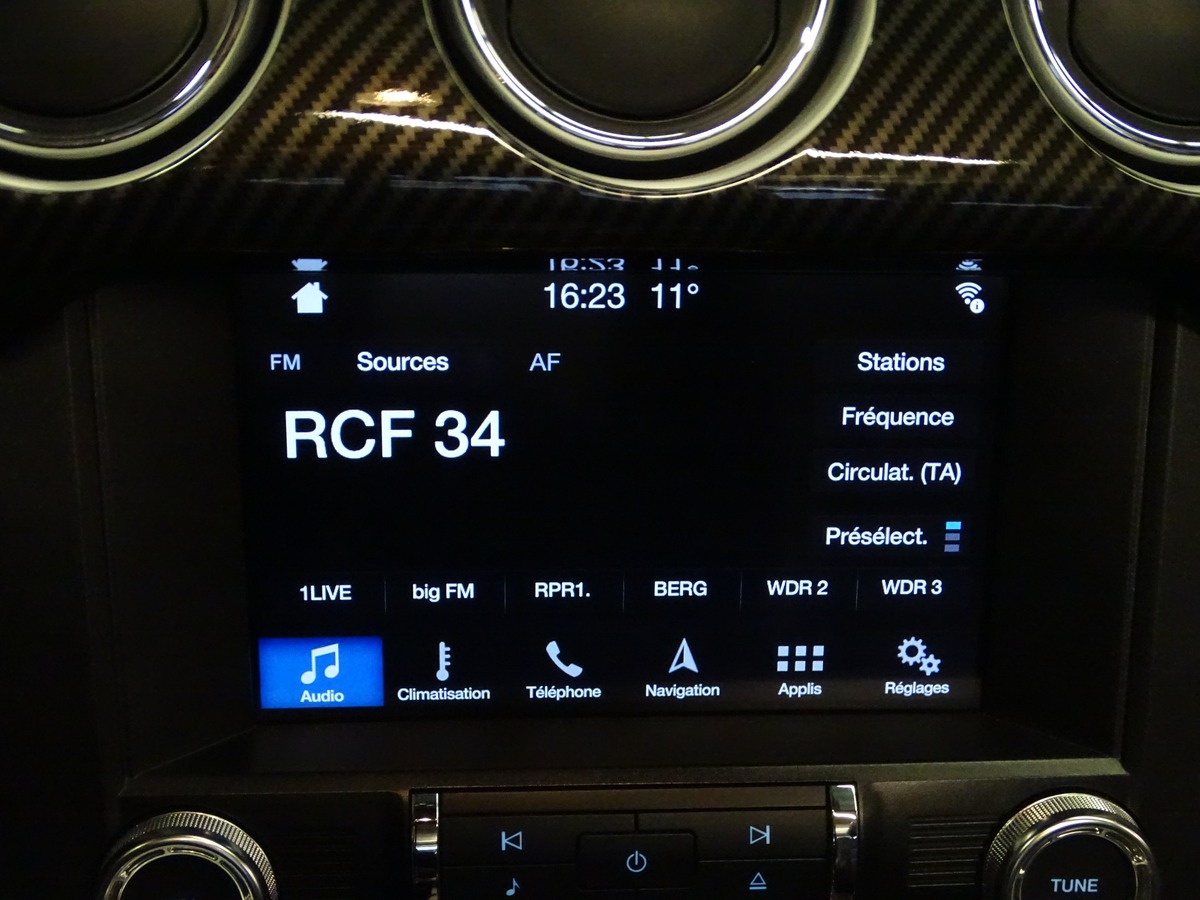 16:23 11°
FM Sources AF Stations
RCF 34
Fréquence
Circulat. (TA)
Présélect.
1LIVE big FM RPR1. BERG WDR 2 WDR 3
Audio Climatisation Téléphone Navigation Applis Réglages
TUNE